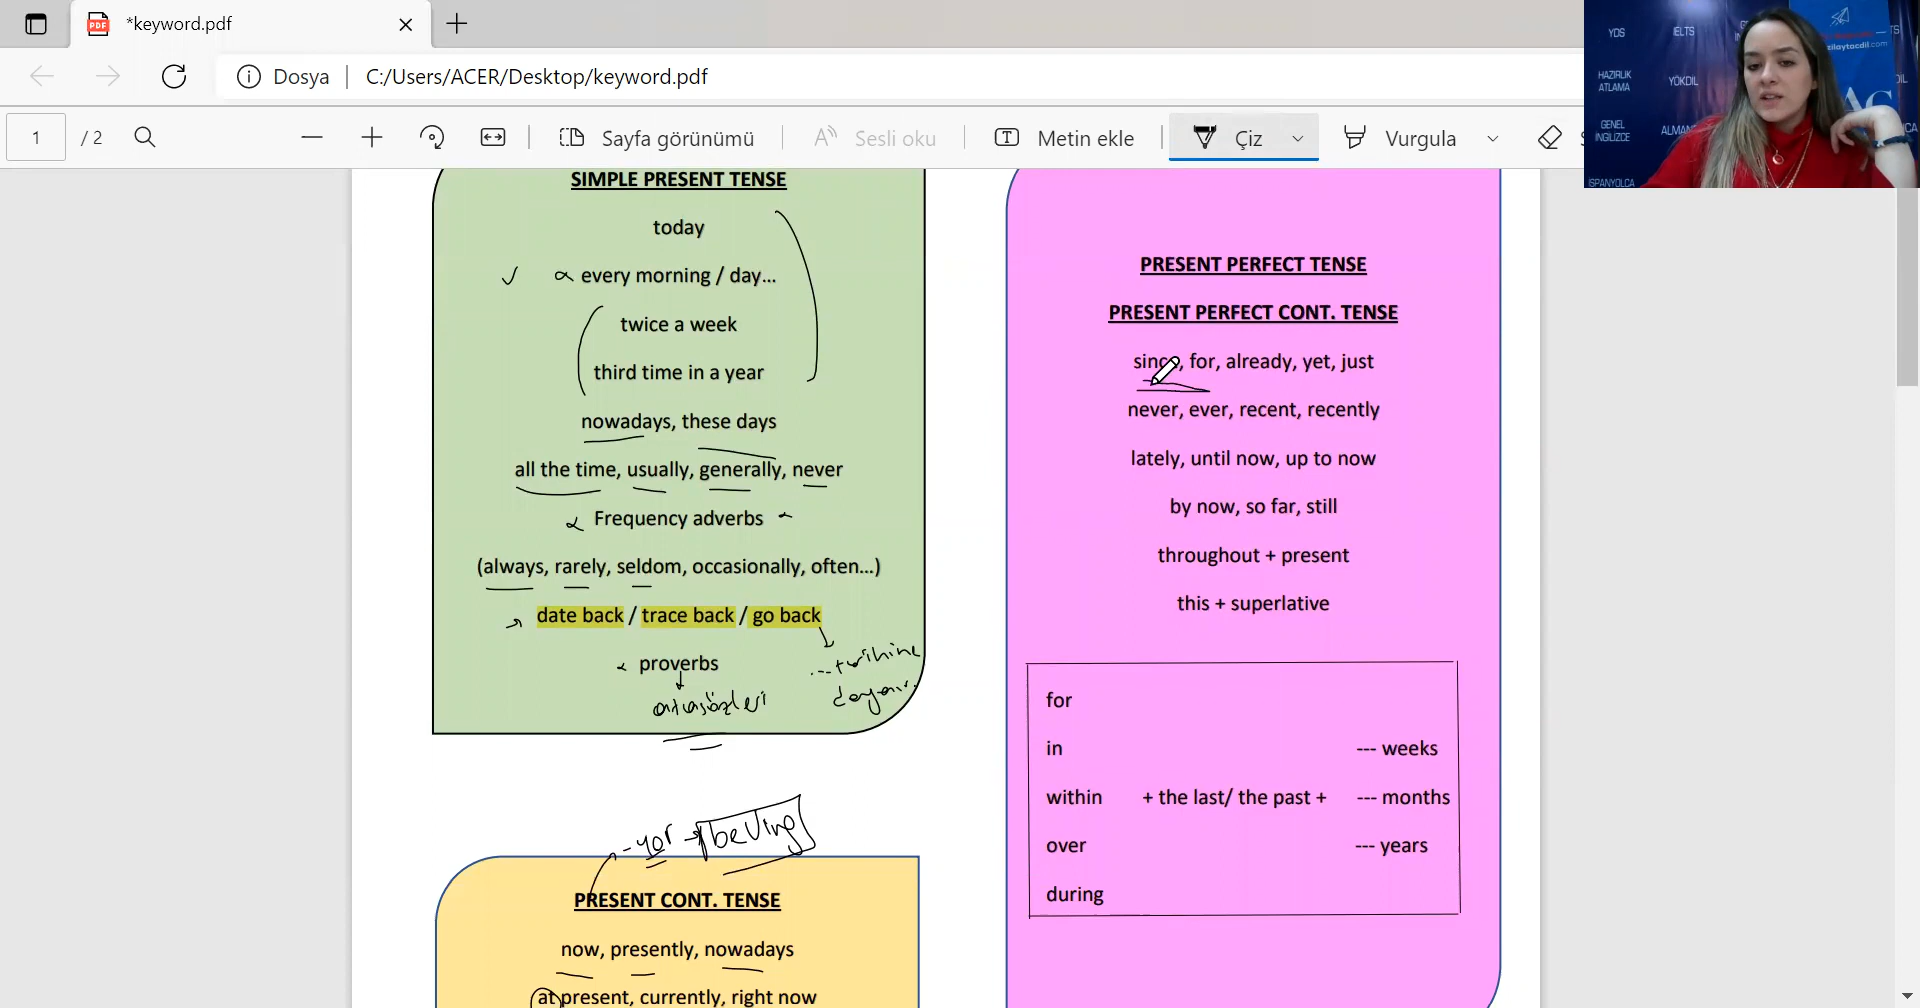 *keyword.pdf
Dosya | C:/Users/ACER/Desktop/keyword.pdf
1 / 2 Sayfa görünümü Sesli oku Metin ekle Çiz Vurgula
YDS IELTS
HAZIRLIK ATLAMA YÖKDİL
GENEL İNGİLİZCE
İSPANYOLCA
SIMPLE PRESENT TENSE
today
every morning / day...
twice a week
third time in a year
nowadays, these days
all the time, usually, generally, never
Frequency adverbs
(always, rarely, seldom, occasionally, often...)
date back / trace back / go back
...tarihine
dayanır.
proverbs
atasözleri
-yor
PRESENT CONT. TENSE
now, presently, nowadays
at present, currently, right now
PRESENT PERFECT TENSE
PRESENT PERFECT CONT. TENSE
since, for, already, yet, just
never, ever, recent, recently
lately, until now, up to now
by now, so far, still
throughout + present
this + superlative
for
in --- weeks
within + the last/ the past + --- months
over --- years
during